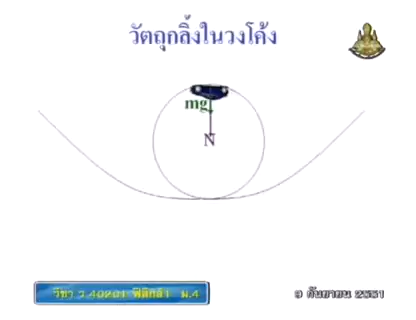 วัตถุกลิ้งในวงโค้ง
mg
N
วิชา ว 40201 ฟิสิกส์1 ม.4
9 กันยายน 2551